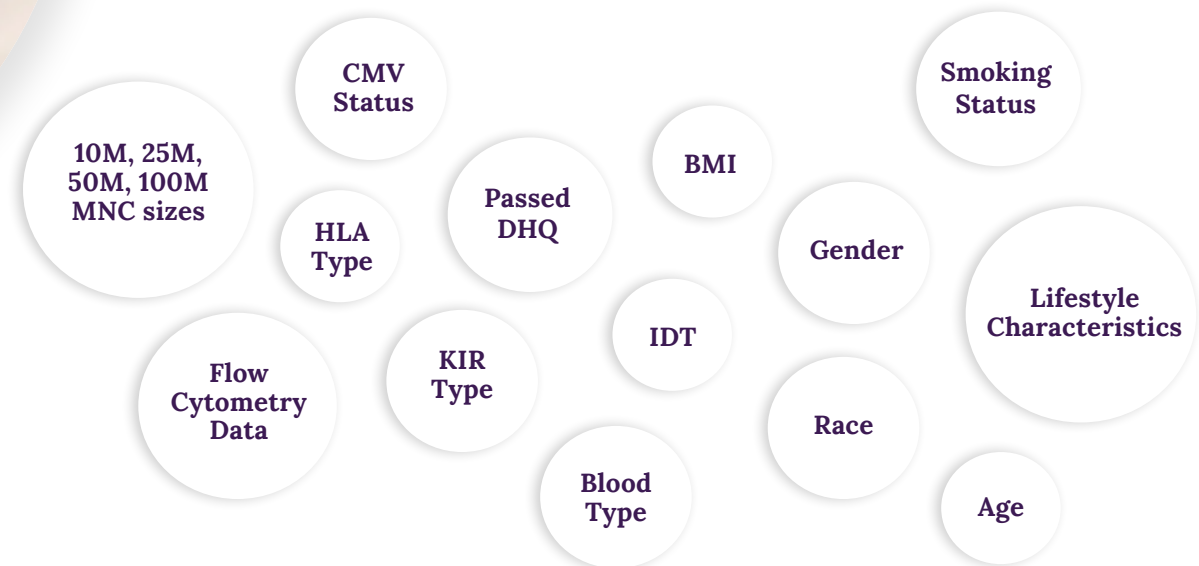 CMV
Status
Smoking
Status
10M, 25M,
50M, 100M
MNC sizes
BMI
Passed
DHQ
HLA
Type
Gender
Lifestyle
Characteristics
IDT
KIR
Type
Flow
Cytometry
Data
Race
Blood
Type
Age